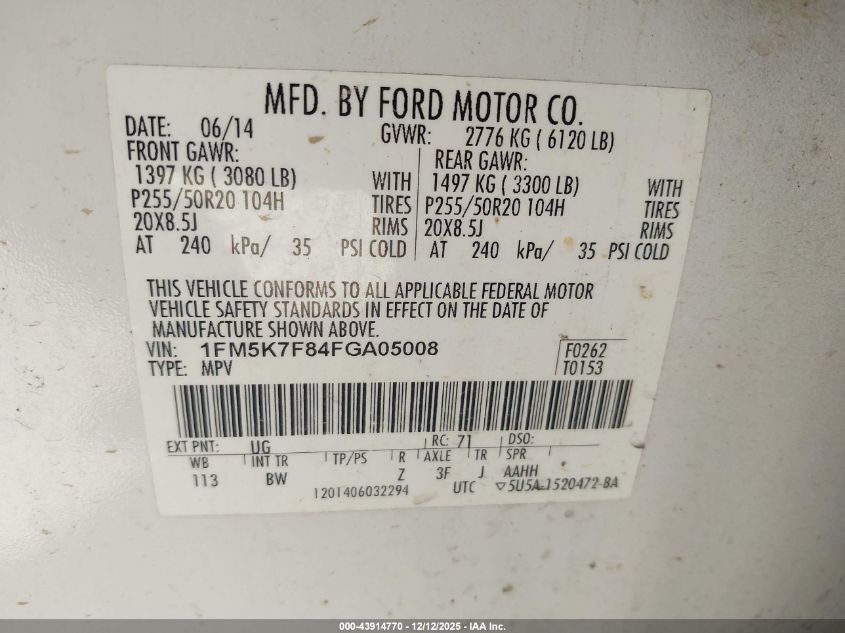 MFD. BY FORD MOTOR CO.
DATE: 06/14 GVWR: 2776 KG ( 6120 LB)
FRONT GAWR: REAR GAWR:
1397 KG ( 3080 LB) WITH 1497 KG ( 3300 LB) WITH
P255/50R20 104H TIRES P255/50R20 104H TIRES
20X8.5J RIMS 20X8.5J RIMS
AT 240 kPa/ 35 PSI COLD AT 240 kPa/ 35 PSI COLD
THIS VEHICLE CONFORMS TO ALL APPLICABLE FEDERAL MOTOR
VEHICLE SAFETY STANDARDS IN EFFECT ON THE DATE OF
MANUFACTURE SHOWN ABOVE.
VIN: 1FM5K7F84FGA05008 F0262
TYPE: MPV T0153
EXT PNT: UG RC: 71 DSO:
WB INT TR TP/PS R AXLE TR SPR
113 BW Z 3F J AAHH
1201406032294 UTC ▽5U5A-1520472-BA
000-43914770 - 12/12/2025 - IAA Inc.